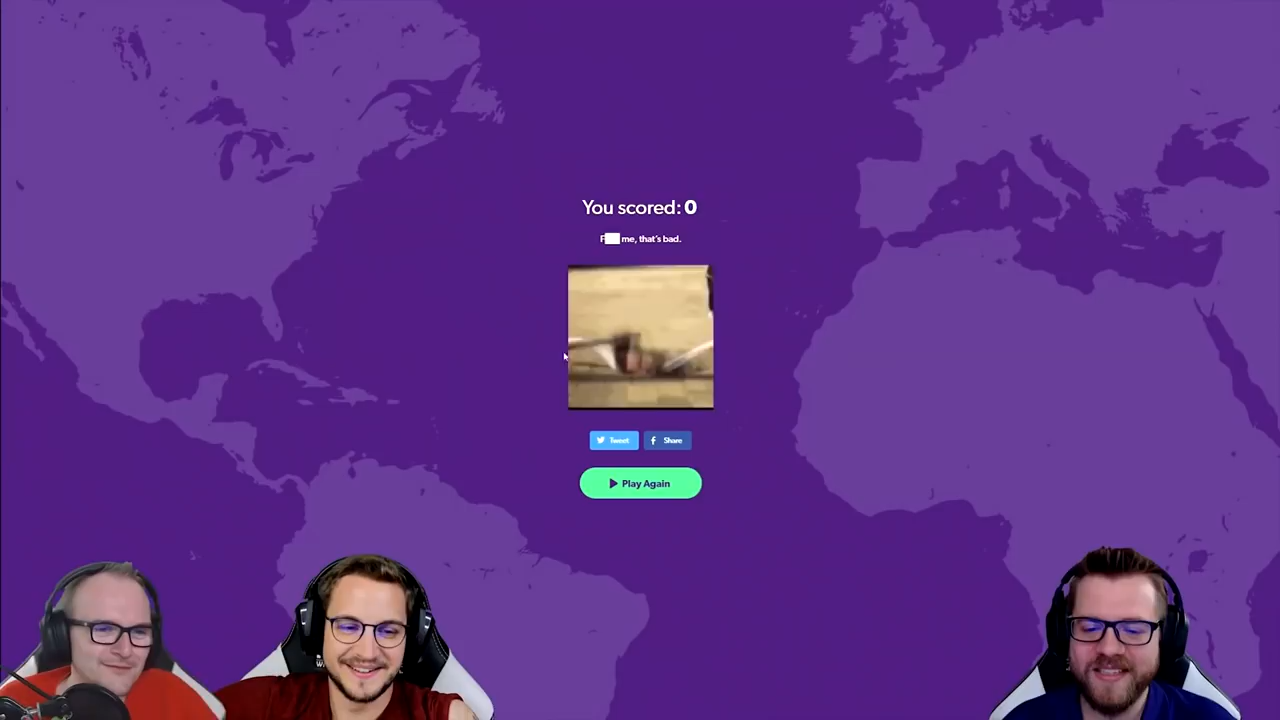 You scored: 0
F me, that's bad.
Tweet
Share
Play Again